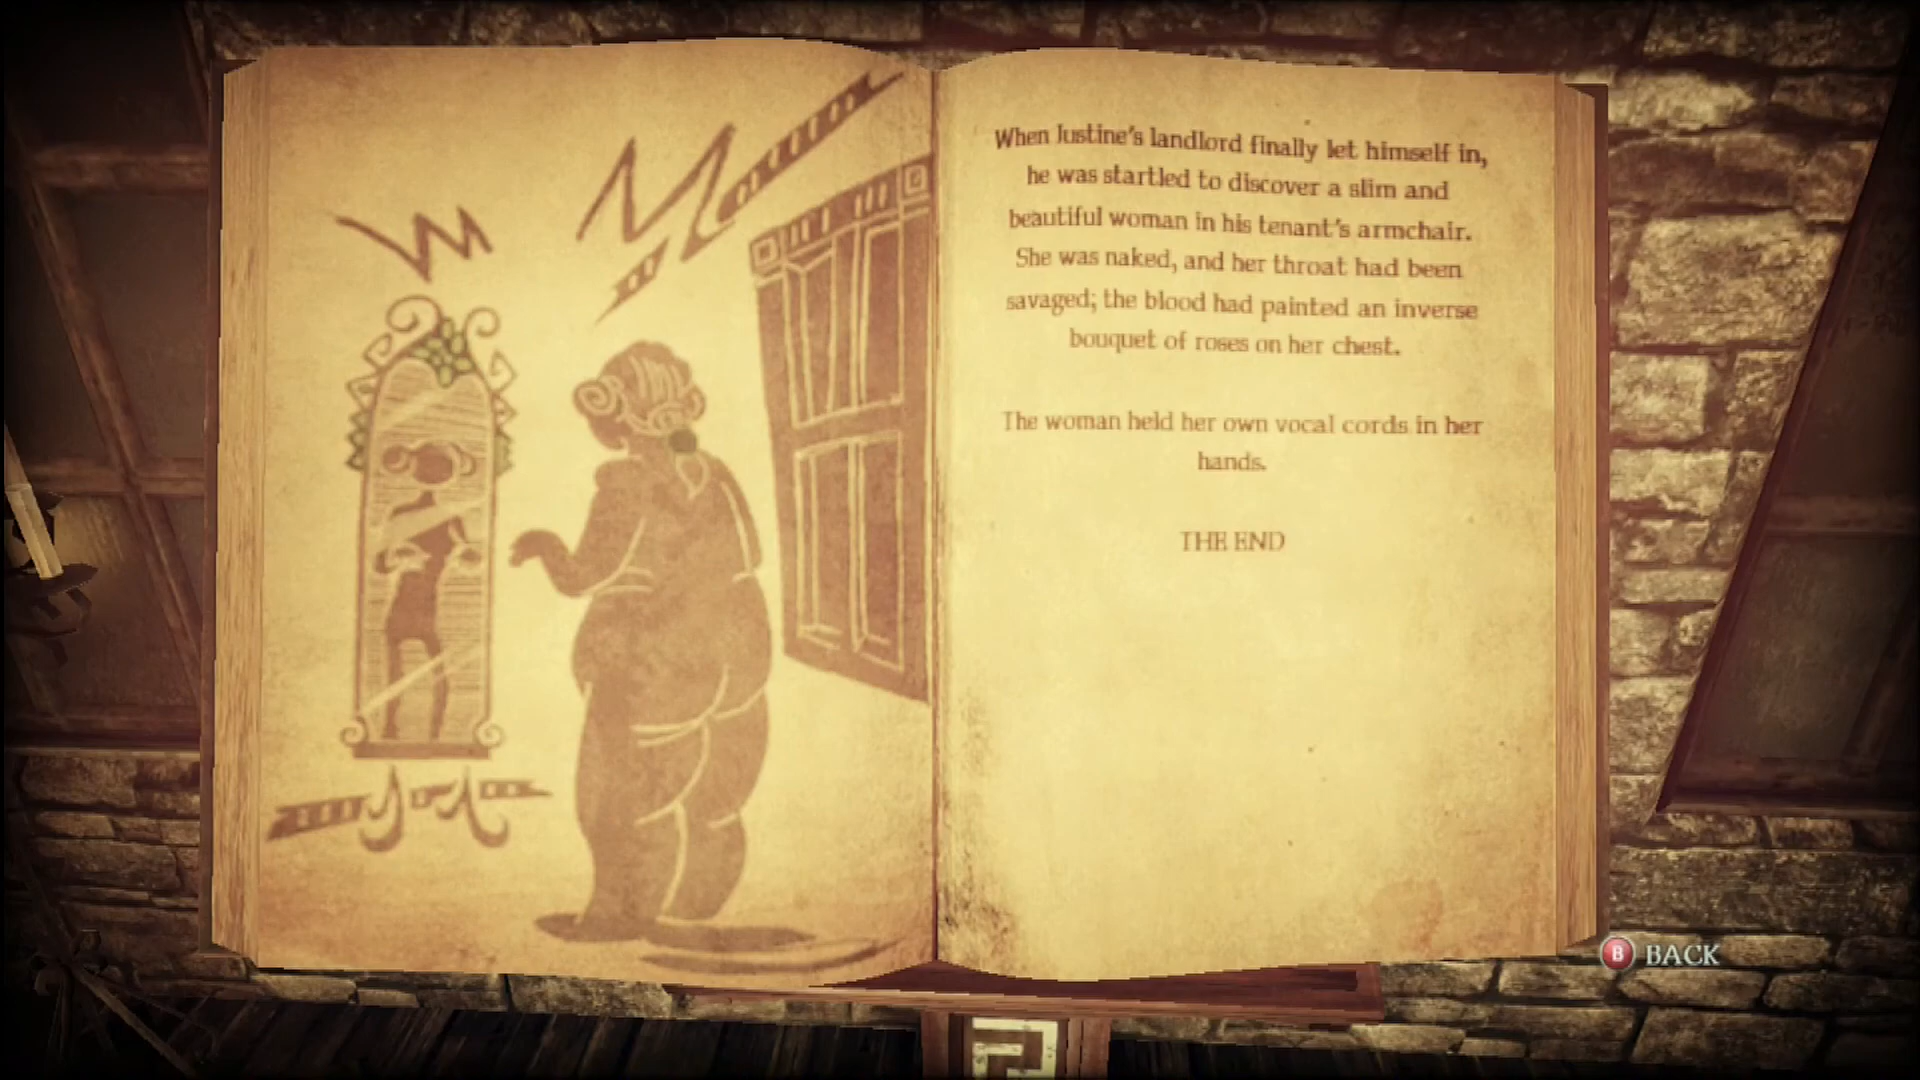 When Justine's landlord finally let himself in,
he was startled to discover a slim and
beautiful woman in his tenant's armchair.
She was naked, and her throat had been
savaged; the blood had painted an inverse
bouquet of roses on her chest.
The woman held her own vocal cords in her
hands.
THE END
B BACK